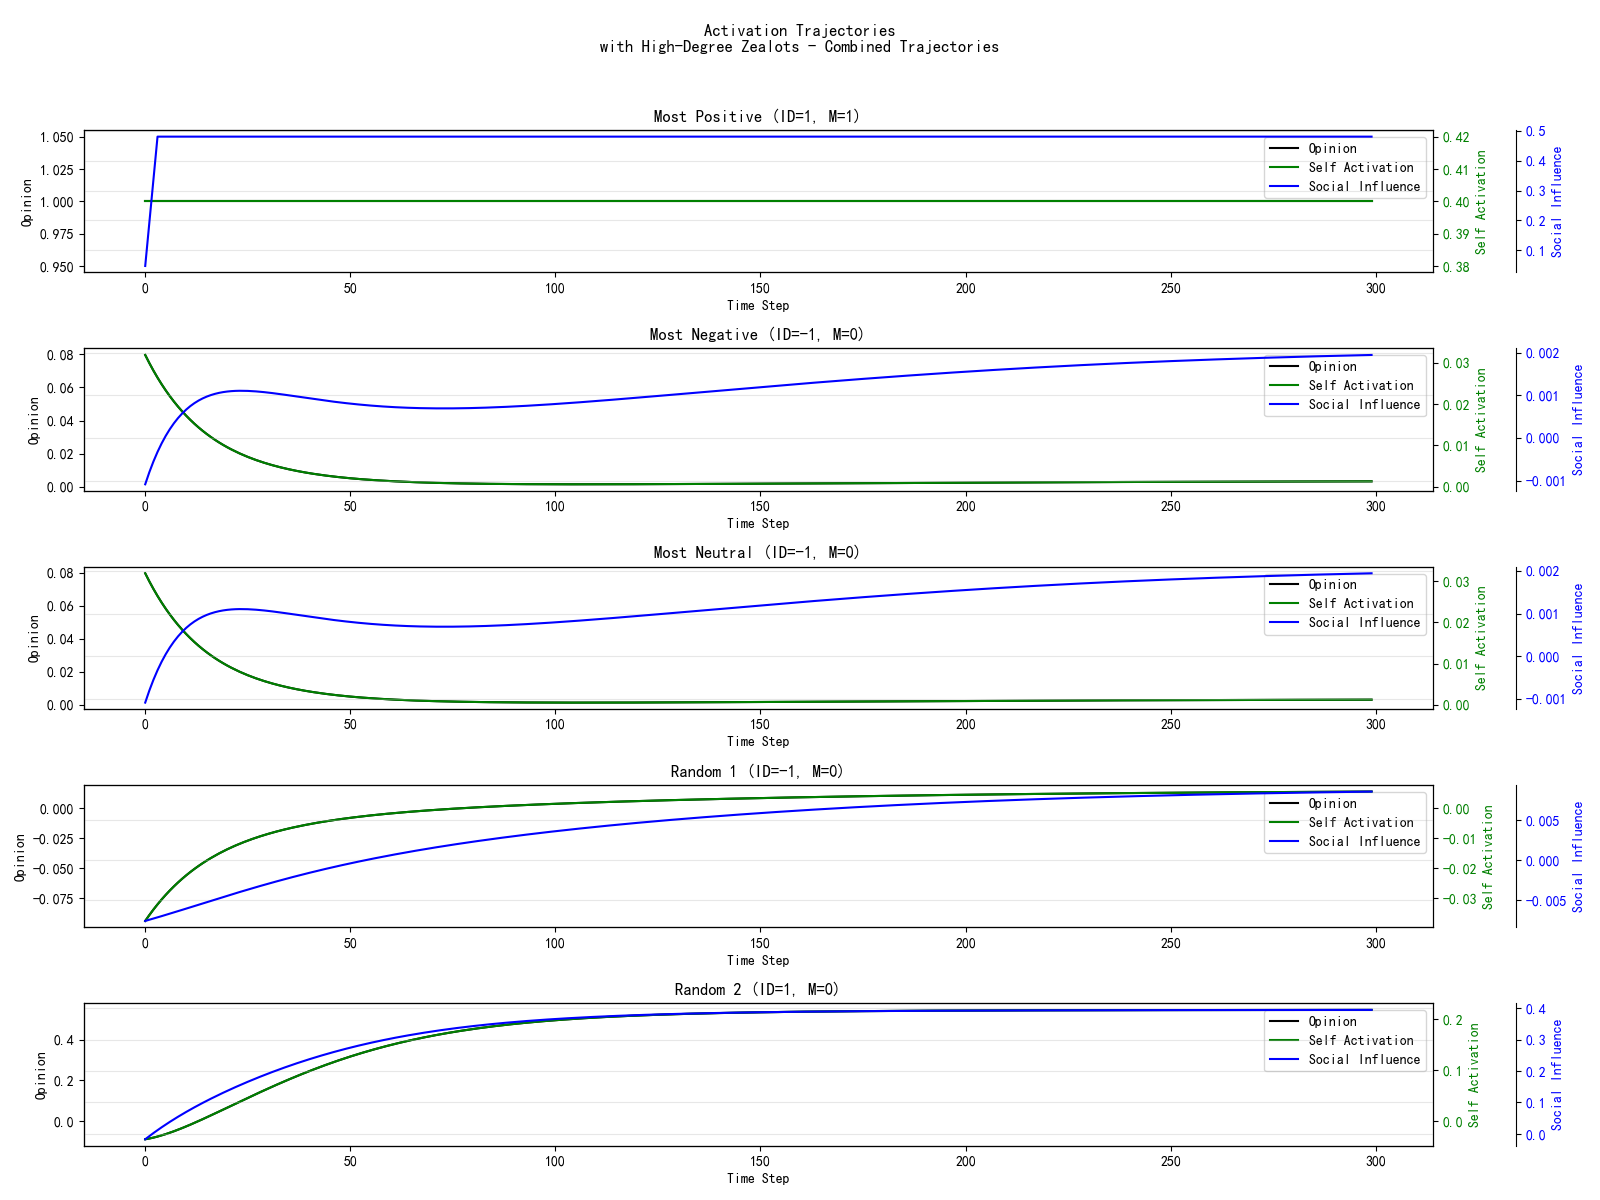 Activation Trajectories
with High-Degree Zealots - Combined Trajectories
Most Positive (ID=1, M=1)
1.050
1.025
1.000
0.975
0.950
Opinion
0.42
0.41
0.40
0.39
0.38
Self Activation
0.5
0.4
0.3
0.2
0.1
Social Influence
Opinion
Self Activation
Social Influence
0 50 100 150 200 250 300
Time Step
Most Negative (ID=-1, M=0)
0.08
0.06
0.04
0.02
0.00
Opinion
0.03
0.02
0.01
0.00
Self Activation
0.002
0.001
0.000
-0.001
Social Influence
Opinion
Self Activation
Social Influence
0 50 100 150 200 250 300
Time Step
Most Neutral (ID=-1, M=0)
0.08
0.06
0.04
0.02
0.00
Opinion
0.03
0.02
0.01
0.00
Self Activation
0.002
0.001
0.000
-0.001
Social Influence
Opinion
Self Activation
Social Influence
0 50 100 150 200 250 300
Time Step
Random 1 (ID=-1, M=0)
0.000
-0.025
-0.050
-0.075
Opinion
0.00
-0.01
-0.02
-0.03
Self Activation
0.005
0.000
-0.005
Social Influence
Opinion
Self Activation
Social Influence
0 50 100 150 200 250 300
Time Step
Random 2 (ID=1, M=0)
0.4
0.2
0.0
Opinion
0.2
0.1
0.0
Self Activation
0.4
0.3
0.2
0.1
0.0
Social Influence
Opinion
Self Activation
Social Influence
0 50 100 150 200 250 300
Time Step